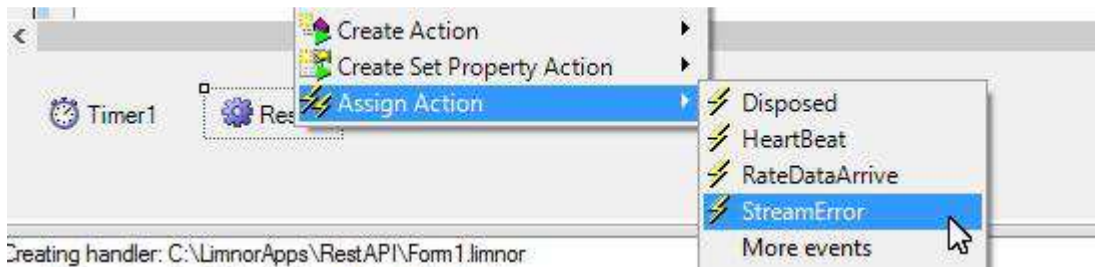 Create Action
Create Set Property Action
Assign Action
Timer1
Disposed
HeartBeat
RateDataArrive
StreamError
More events
Creating handler: C:\LimnorApps\RestAPI\Form1.limnor